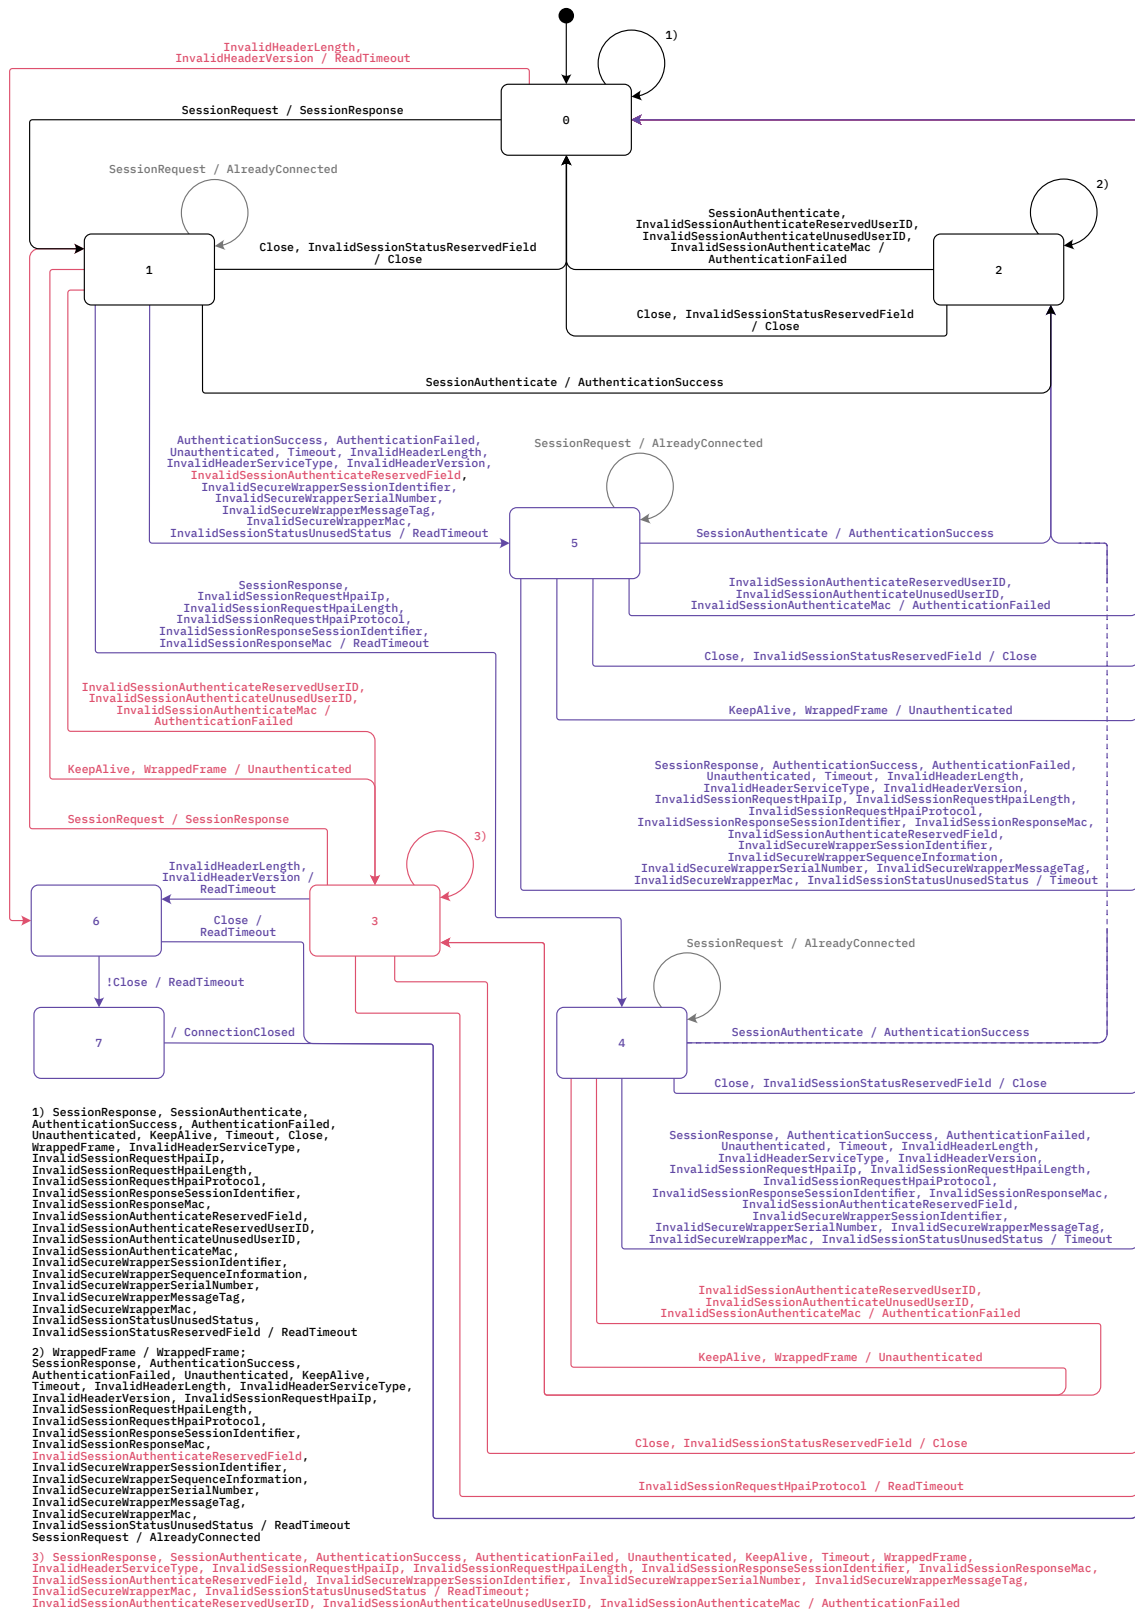 1)
InvalidHeaderLength,
InvalidHeaderVersion / ReadTimeout
SessionRequest / SessionResponse
0
SessionRequest / AlreadyConnected
2)
SessionAuthenticate,
InvalidSessionAuthenticateReservedUserID,
InvalidSessionAuthenticateUnusedUserID,
InvalidSessionAuthenticateMac /
AuthenticationFailed
Close, InvalidSessionStatusReservedField
/ Close
1
2
Close, InvalidSessionStatusReservedField
/ Close
SessionAuthenticate / AuthenticationSuccess
AuthenticationSuccess, AuthenticationFailed,
Unauthenticated, Timeout, InvalidHeaderLength,
InvalidHeaderServiceType, InvalidHeaderVersion,
InvalidSessionAuthenticateReservedField,
InvalidSecureWrapperSessionIdentifier,
InvalidSecureWrapperSerialNumber,
InvalidSecureWrapperMessageTag,
InvalidSecureWrapperMac,
InvalidSessionStatusUnusedStatus / ReadTimeout
SessionRequest / AlreadyConnected
5
SessionAuthenticate / AuthenticationSuccess
SessionResponse,
InvalidSessionRequestHpaiIp,
InvalidSessionRequestHpaiLength,
InvalidSessionRequestHpaiProtocol,
InvalidSessionResponseSessionIdentifier,
InvalidSessionResponseMac / ReadTimeout
InvalidSessionAuthenticateReservedUserID,
InvalidSessionAuthenticateUnusedUserID,
InvalidSessionAuthenticateMac / AuthenticationFailed
Close, InvalidSessionStatusReservedField / Close
InvalidSessionAuthenticateReservedUserID,
InvalidSessionAuthenticateUnusedUserID,
InvalidSessionAuthenticateMac /
AuthenticationFailed
KeepAlive, WrappedFrame / Unauthenticated
KeepAlive, WrappedFrame / Unauthenticated
SessionResponse, AuthenticationSuccess, AuthenticationFailed,
Unauthenticated, Timeout, InvalidHeaderLength,
InvalidHeaderServiceType, InvalidHeaderVersion,
InvalidSessionRequestHpaiIp, InvalidSessionRequestHpaiLength,
InvalidSessionRequestHpaiProtocol,
InvalidSessionResponseSessionIdentifier, InvalidSessionResponseMac,
InvalidSessionAuthenticateReservedField,
InvalidSecureWrapperSessionIdentifier,
InvalidSecureWrapperSequenceInformation,
InvalidSecureWrapperSerialNumber, InvalidSecureWrapperMessageTag,
InvalidSecureWrapperMac, InvalidSessionStatusUnusedStatus / Timeout
SessionRequest / SessionResponse
3)
InvalidHeaderLength,
InvalidHeaderVersion /
ReadTimeout
6
Close /
ReadTimeout
3
SessionRequest / AlreadyConnected
!Close / ReadTimeout
7
/ ConnectionClosed
4
SessionAuthenticate / AuthenticationSuccess
Close, InvalidSessionStatusReservedField / Close
SessionResponse, AuthenticationSuccess, AuthenticationFailed,
Unauthenticated, Timeout, InvalidHeaderLength,
InvalidHeaderServiceType, InvalidHeaderVersion,
InvalidSessionRequestHpaiIp, InvalidSessionRequestHpaiLength,
InvalidSessionRequestHpaiProtocol,
InvalidSessionResponseSessionIdentifier, InvalidSessionResponseMac,
InvalidSessionAuthenticateReservedField,
InvalidSecureWrapperSessionIdentifier,
InvalidSecureWrapperSerialNumber, InvalidSecureWrapperMessageTag,
InvalidSecureWrapperMac, InvalidSessionStatusUnusedStatus / Timeout
InvalidSessionAuthenticateReservedUserID,
InvalidSessionAuthenticateUnusedUserID,
InvalidSessionAuthenticateMac / AuthenticationFailed
KeepAlive, WrappedFrame / Unauthenticated
Close, InvalidSessionStatusReservedField / Close
InvalidSessionRequestHpaiProtocol / ReadTimeout
1) SessionResponse, SessionAuthenticate,
AuthenticationSuccess, AuthenticationFailed,
Unauthenticated, KeepAlive, Timeout, Close,
WrappedFrame, InvalidHeaderServiceType,
InvalidSessionRequestHpaiIp,
InvalidSessionRequestHpaiLength,
InvalidSessionRequestHpaiProtocol,
InvalidSessionResponseSessionIdentifier,
InvalidSessionResponseMac,
InvalidSessionAuthenticateReservedField,
InvalidSessionAuthenticateReservedUserID,
InvalidSessionAuthenticateUnusedUserID,
InvalidSessionAuthenticateMac,
InvalidSecureWrapperSessionIdentifier,
InvalidSecureWrapperSequenceInformation,
InvalidSecureWrapperSerialNumber,
InvalidSecureWrapperMessageTag,
InvalidSecureWrapperMac,
InvalidSessionStatusUnusedStatus,
InvalidSessionStatusReservedField / ReadTimeout
2) WrappedFrame / WrappedFrame;
SessionResponse, AuthenticationSuccess,
AuthenticationFailed, Unauthenticated, KeepAlive,
Timeout, InvalidHeaderLength, InvalidHeaderServiceType,
InvalidHeaderVersion, InvalidSessionRequestHpaiIp,
InvalidSessionRequestHpaiLength,
InvalidSessionRequestHpaiProtocol,
InvalidSessionResponseSessionIdentifier,
InvalidSessionResponseMac,
InvalidSessionAuthenticateReservedField,
InvalidSecureWrapperSessionIdentifier,
InvalidSecureWrapperSequenceInformation,
InvalidSecureWrapperSerialNumber,
InvalidSecureWrapperMessageTag,
InvalidSecureWrapperMac,
InvalidSessionStatusUnusedStatus / ReadTimeout
SessionRequest / AlreadyConnected
3) SessionResponse, SessionAuthenticate, AuthenticationSuccess, AuthenticationFailed, Unauthenticated, KeepAlive, Timeout, WrappedFrame,
InvalidHeaderServiceType, InvalidSessionRequestHpaiIp, InvalidSessionRequestHpaiLength, InvalidSessionResponseSessionIdentifier, InvalidSessionResponseMac,
InvalidSessionAuthenticateReservedField, InvalidSecureWrapperSessionIdentifier, InvalidSecureWrapperSerialNumber, InvalidSecureWrapperMessageTag,
InvalidSecureWrapperMac, InvalidSessionStatusUnusedStatus / ReadTimeout;
InvalidSessionAuthenticateReservedUserID, InvalidSessionAuthenticateUnusedUserID, InvalidSessionAuthenticateMac / AuthenticationFailed